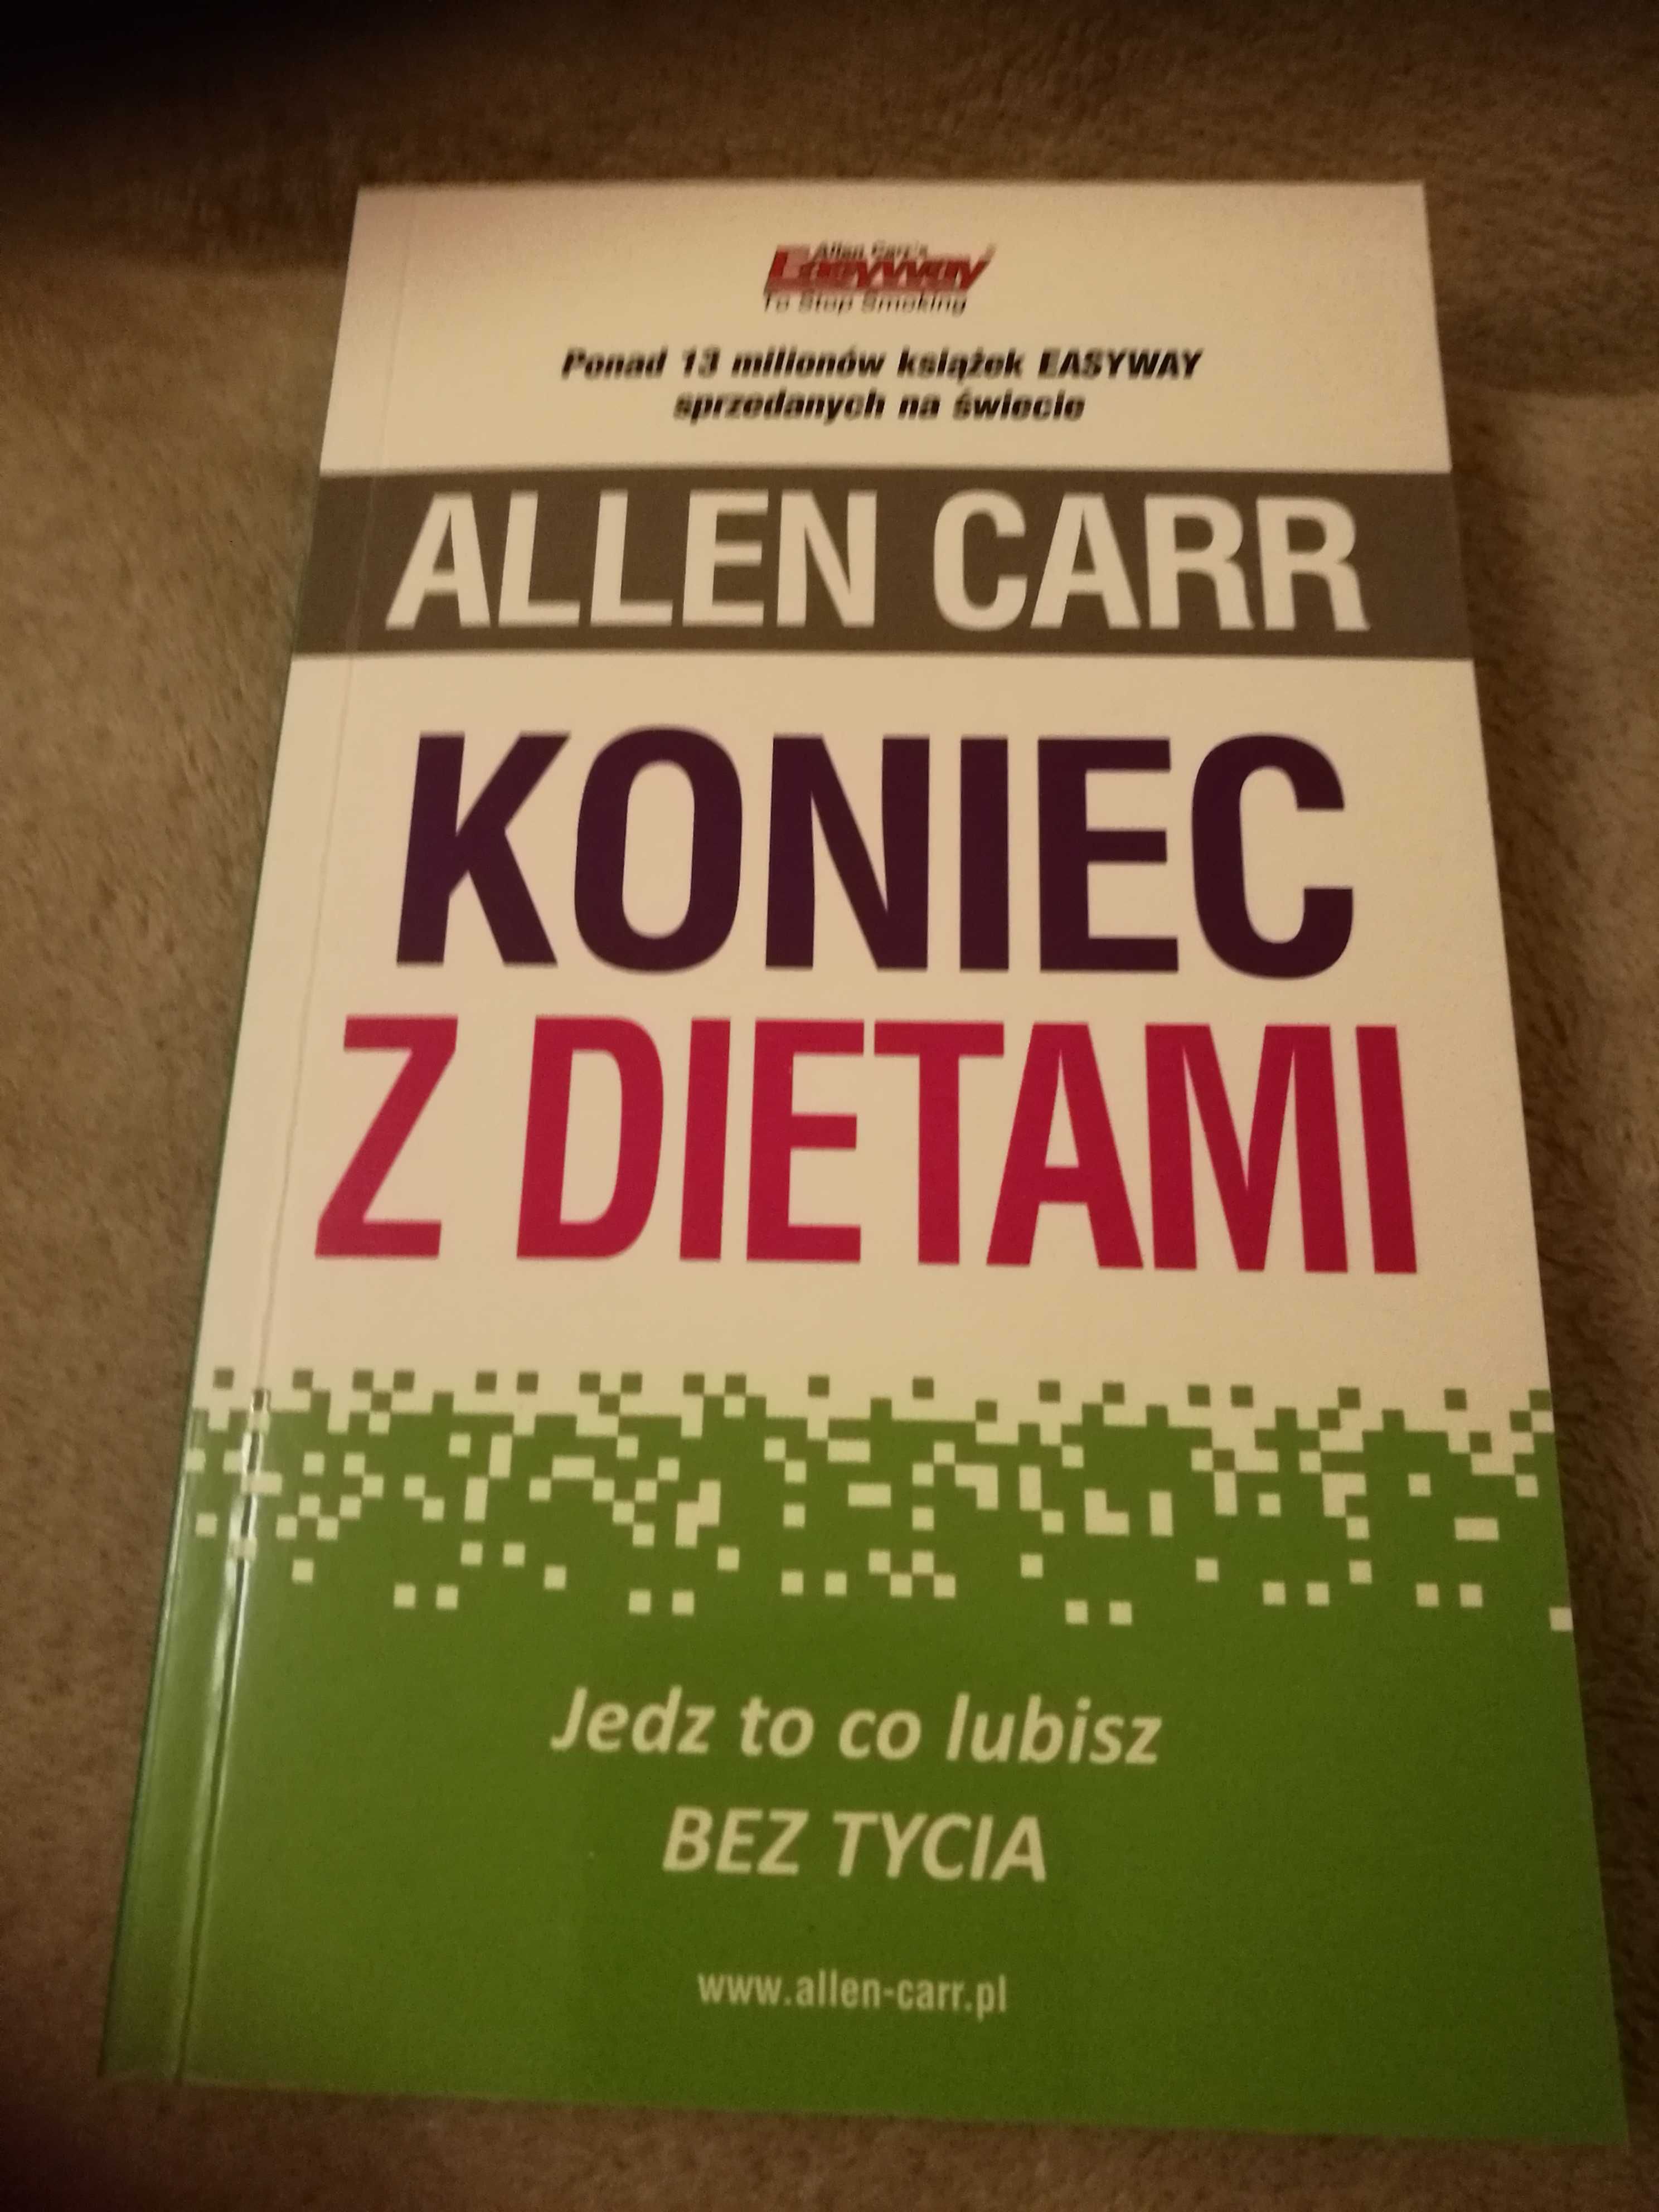 Allen Carr's
Easyway
To Stop Smoking
Ponad 13 milionów książek EASYWAY
sprzedanych na świecie
ALLEN CARR
KONIEC
Z DIETAMI
Jedz to co lubisz
BEZ TYCIA
www.allen-carr.pl